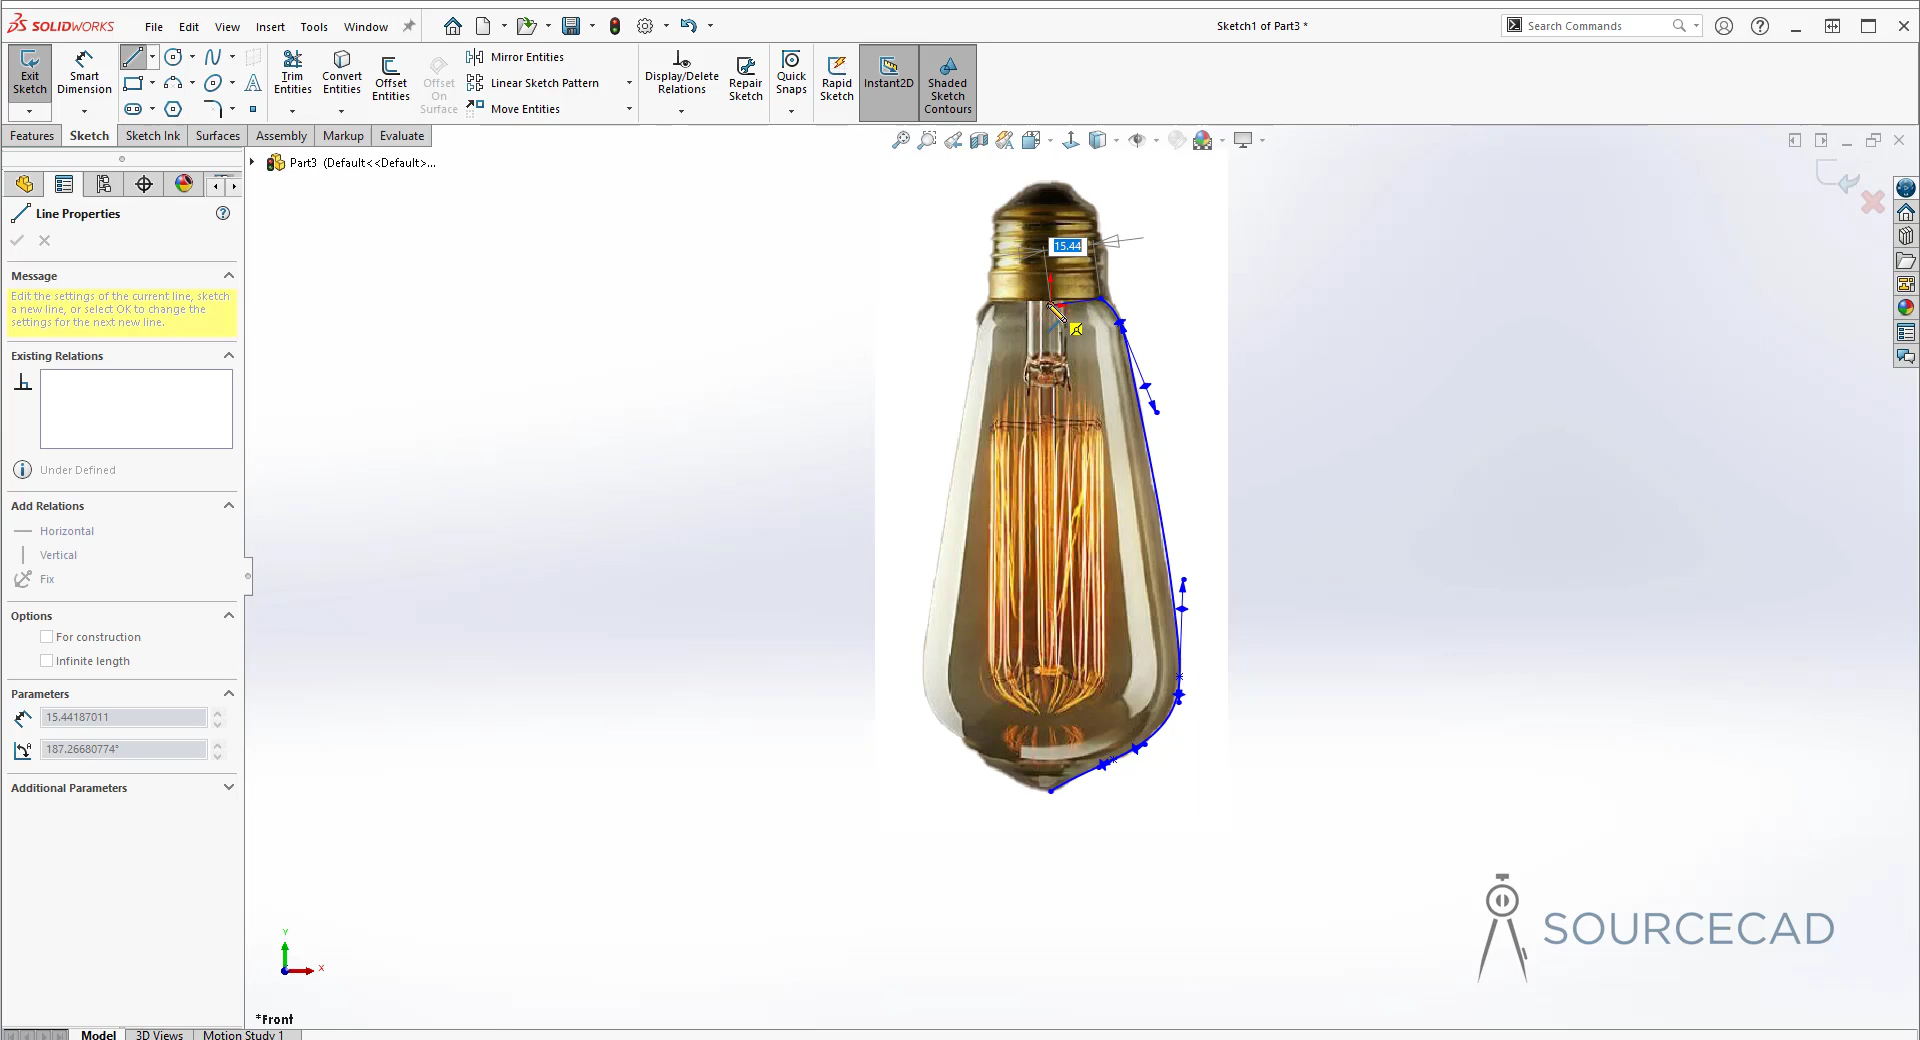 SOLIDWORKS
File Edit View Insert Tools Window
Sketch1 of Part3 *
Search Commands
Exit Sketch
Smart Dimension
Trim Entities
Convert Entities
Offset Entities
Offset On Surface
Mirror Entities
Linear Sketch Pattern
Move Entities
Display/Delete Relations
Repair Sketch
Quick Snaps
Rapid Sketch
Instant2D
Shaded Sketch Contours
Features Sketch Sketch Ink Surfaces Assembly Markup Evaluate
Part3 (Default<<Default>...
Line Properties
Message
Edit the settings of the current line, sketch
a new line, or select OK to change the
settings for the next new line.
Existing Relations
Under Defined
Add Relations
Horizontal
Vertical
Fix
Options
For construction
Infinite length
Parameters
15.44187011
187.26680774°
Additional Parameters
15.44
Y
X
*Front
SOURCECAD
Model 3D Views Motion Study 1